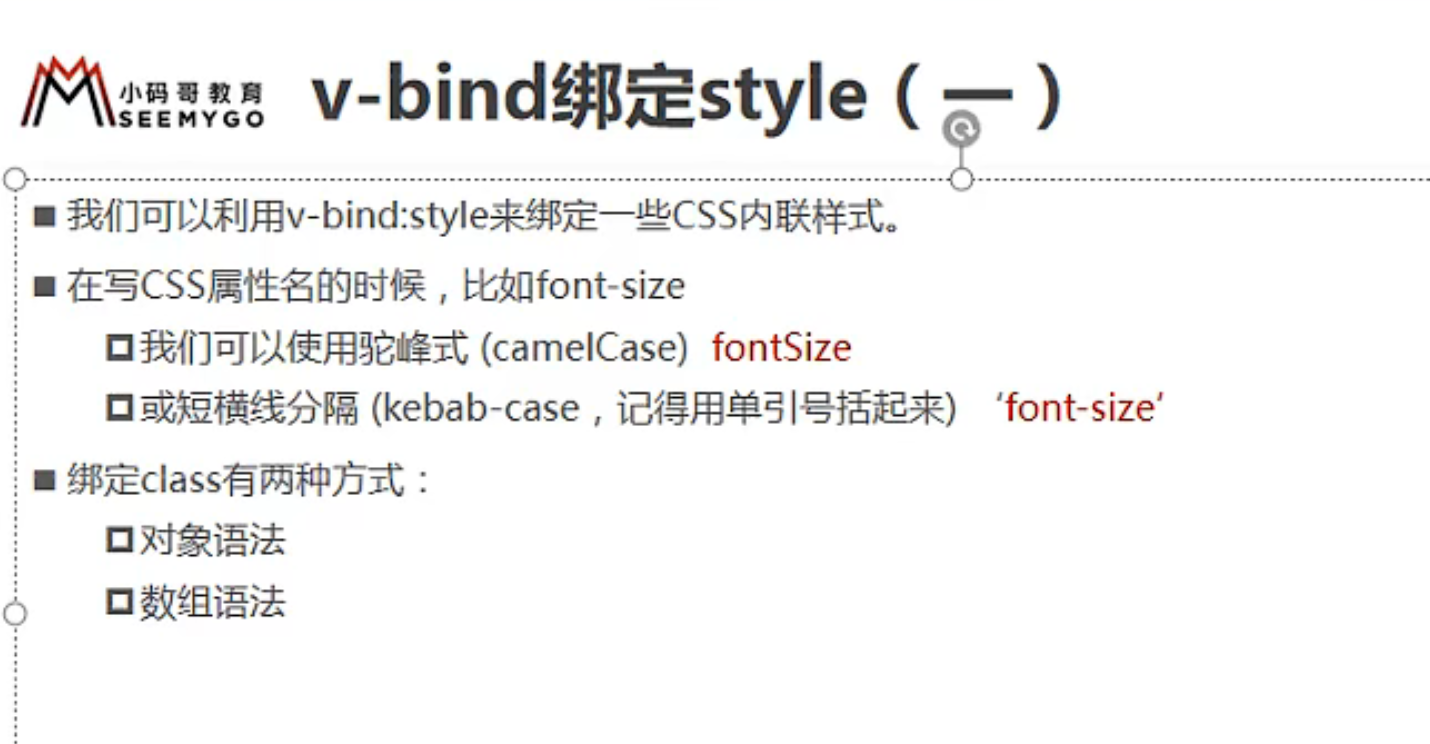 小码哥教育
SEEMYGO
v-bind绑定style（一）
我们可以利用v-bind:style来绑定一些CSS内联样式。
在写CSS属性名的时候，比如font-size
我们可以使用驼峰式 (camelCase) fontSize
或短横线分隔 (kebab-case，记得用单引号括起来) ‘font-size’
绑定class有两种方式：
对象语法
数组语法